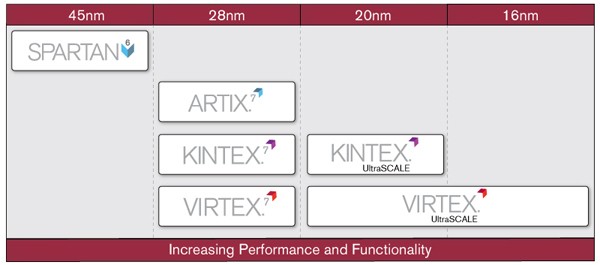 45nm 28nm 20nm 16nm
SPARTAN 6
ARTIX 7
KINTEX 7 KINTEX
UltraSCALE
VIRTEX 7 VIRTEX
UltraSCALE
Increasing Performance and Functionality